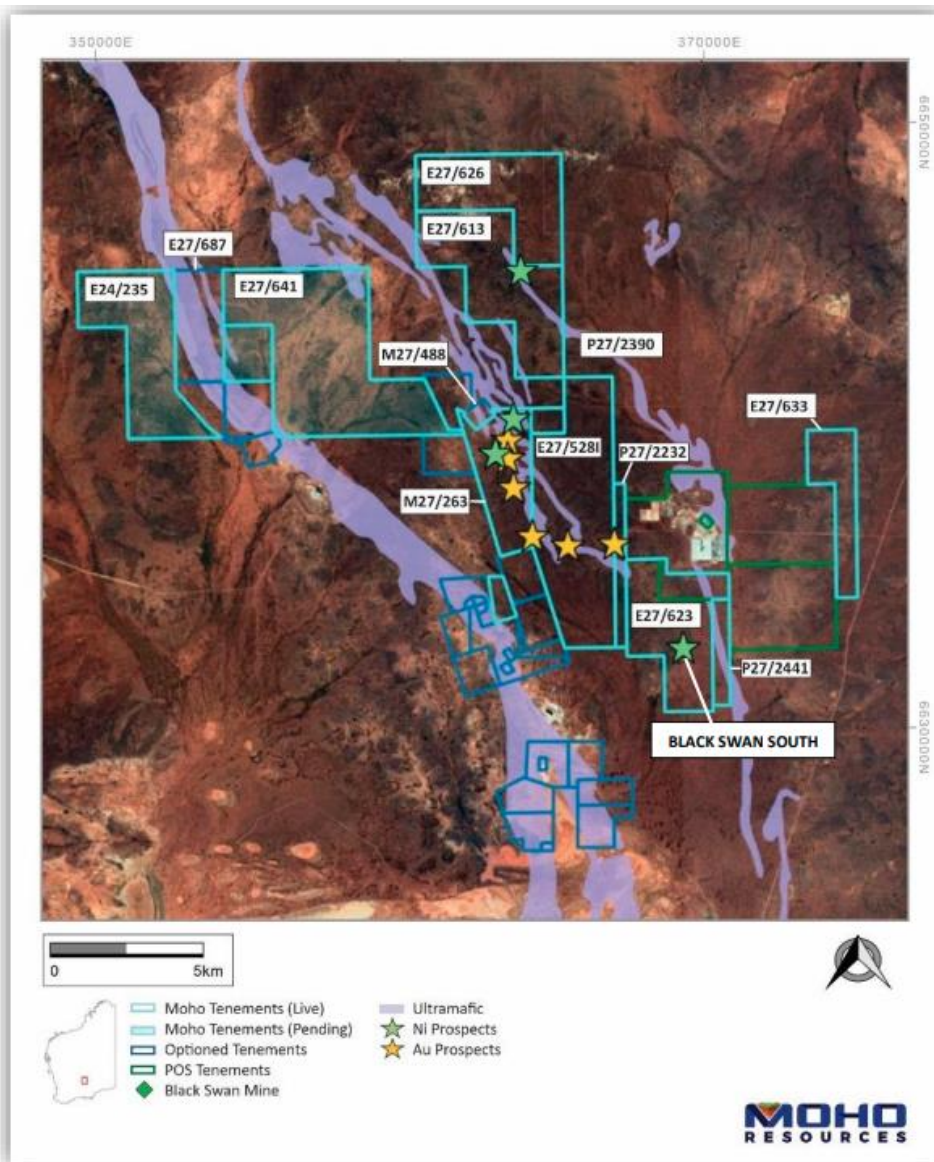 350000E
370000E
6650000N
E27/626
E27/613
E27/687
E24/235
E27/641
P27/2390
M27/488
E27/633
E27/528I
P27/2232
M27/263
E27/623
P27/2441
BLACK SWAN SOUTH
6630000N
0 5km
Moho Tenements (Live)
Moho Tenements (Pending)
Optioned Tenements
POS Tenements
Black Swan Mine
Ultramafic
Ni Prospects
Au Prospects
MOHO
RESOURCES